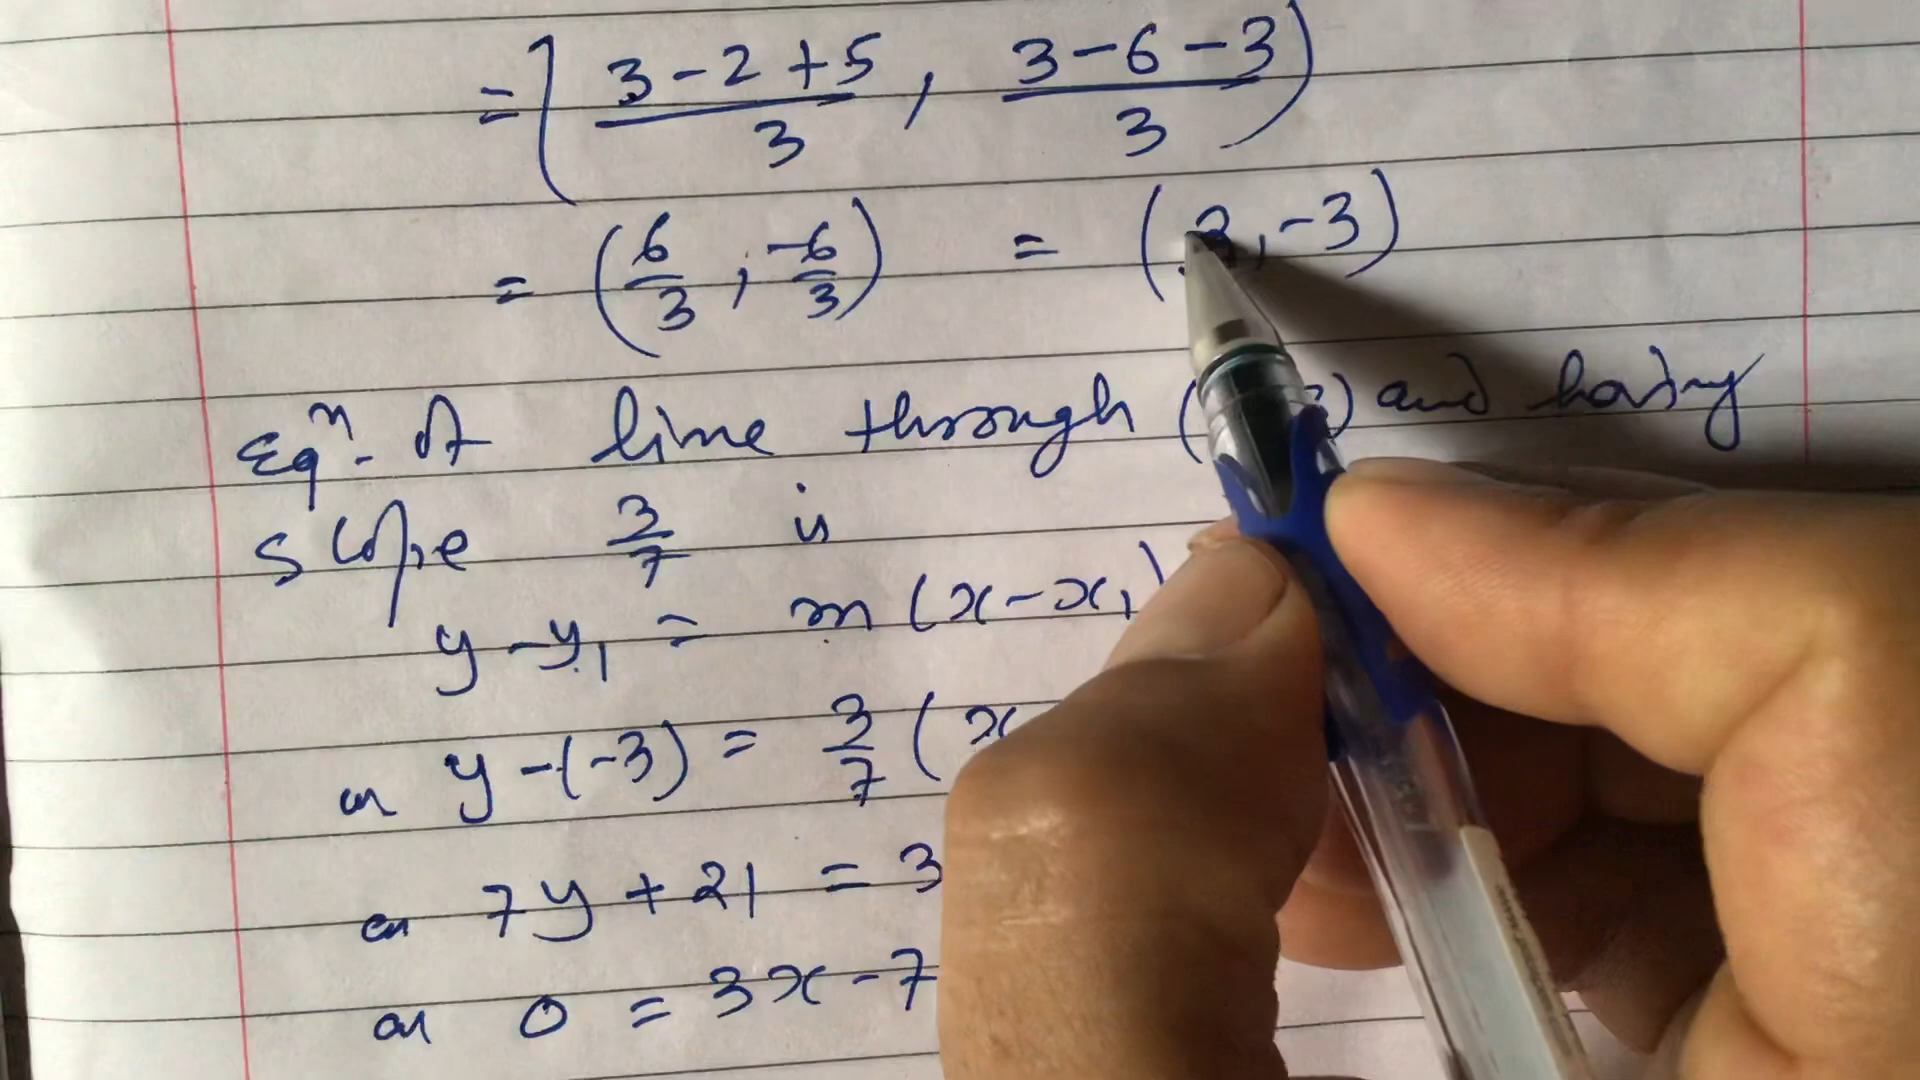 = ( (3-2+5)/3 , (3-6-3)/3 )
= ( 6/3 , -6/3 ) = ( 2, -3)
Eqn. of line through ( ) and having
slope 3/7 is
y - y₁ = m (x - x₁)
or y -(-3) = 3/7 ( x
or 7y + 21 = 3
or 0 = 3x - 7